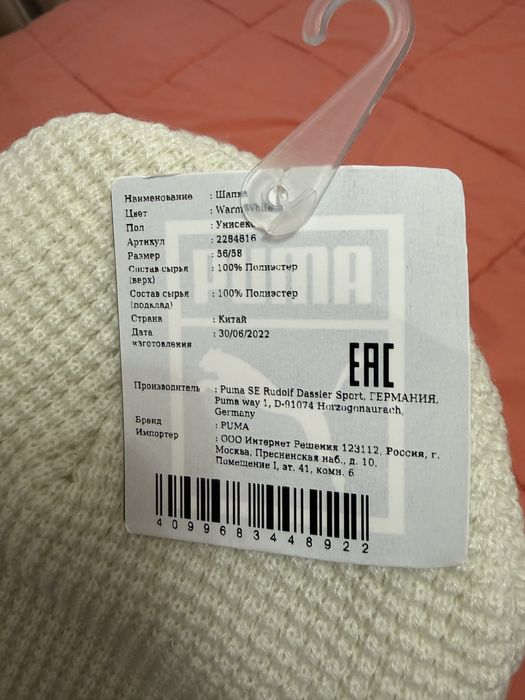 Наименование : Шапка
Цвет : Warm White
Пол : Унисекс
Артикул : 2284816
Размер : 56/58
Состав сырья : 100% Полиэстер
(верх)
Состав сырья : 100% Полиэстер
(подклад)
Страна : Китай
Дата : 30/06/2022
изготовления
PUMA
EAC
Производитель : Puma SE Rudolf Dassler Sport, ГЕРМАНИЯ,
Puma way 1, D-91074 Herzogonaurach,
Germany
Бренд : PUMA
Импортер : ООО Интернет Решения 123112, Россия, г.
Москва, Пресненская наб., д. 10,
Помещение I, эт. 41, комн. 6
4099683448922